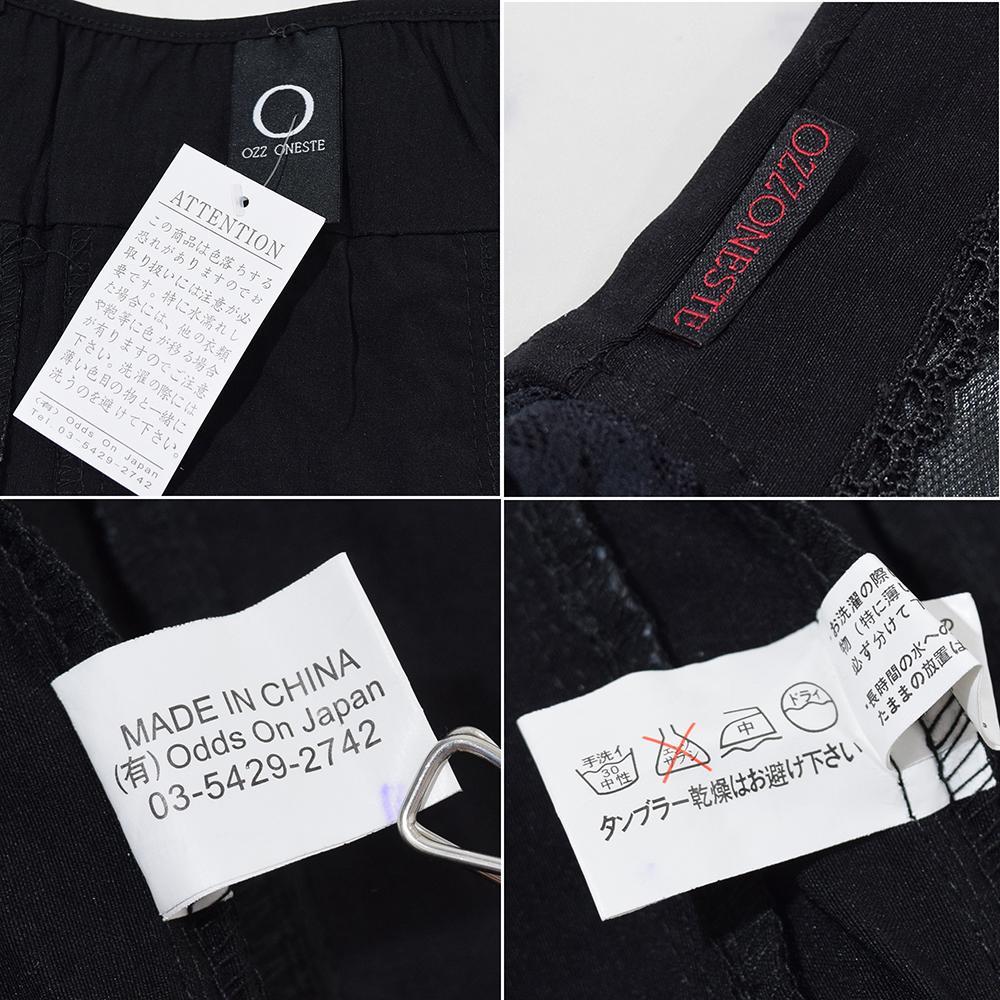 O
OZZ ONESTE
ATTENTION
この商品は色落ちする
恐れがありますのでお
取り扱いには注意が必
要です。特に水濡れし
た場合には、他の衣類
や鞄等に色が移る場合
が有りますのでご注意
下さい。洗濯の際には
薄い色目の物と一緒に
洗うのを避けて下さい。
(有) Odds On Japan
Tel.03-5429-2742
OZZONESTE
MADE IN CHINA
(有) Odds On Japan
03-5429-2742
お洗濯の際
物(特に薄
必ず分けて
長時間の水への
たままの放置は
手洗イ
30
中性
エンソ
サラシ
中
ドライ
タンブラー乾燥はお避け下さい